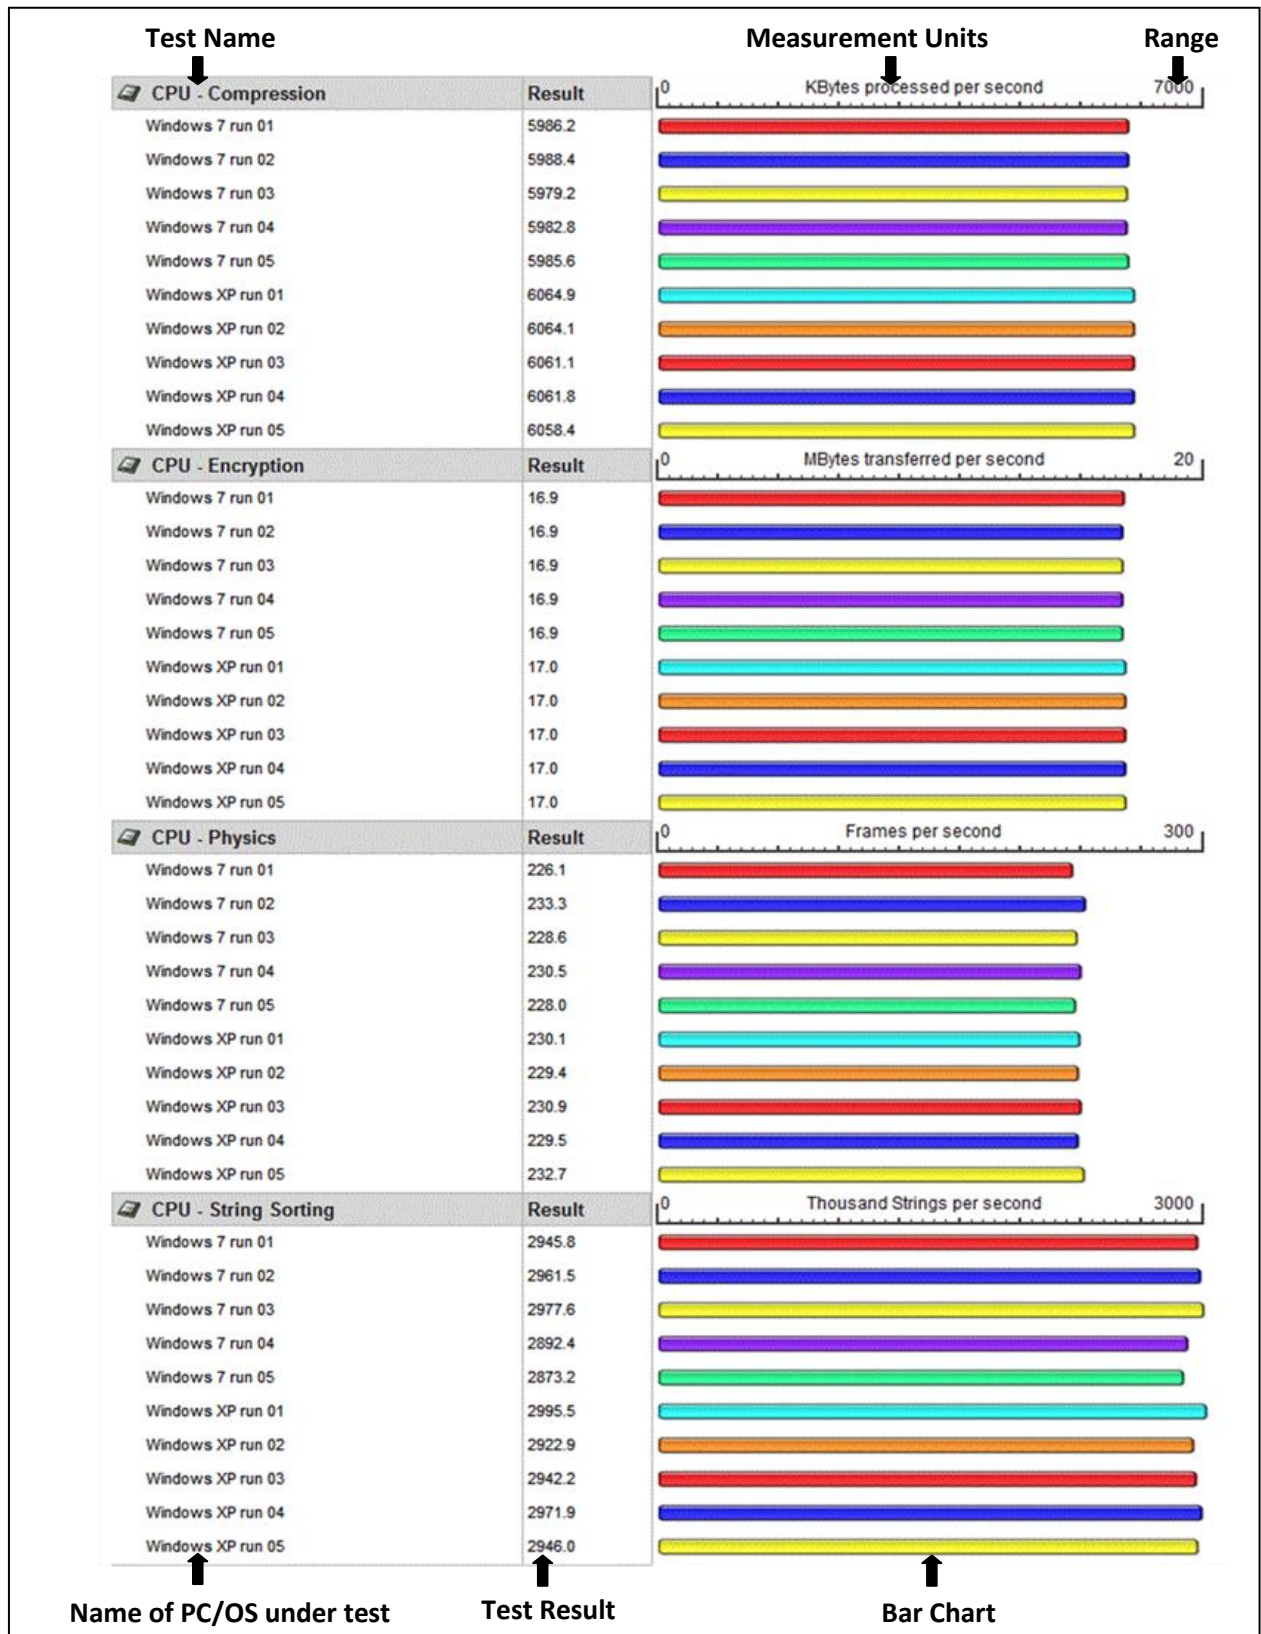 Test Name Measurement Units Range
CPU - Compression Result 0 KBytes processed per second 7000
Windows 7 run 01 5986.2
Windows 7 run 02 5988.4
Windows 7 run 03 5979.2
Windows 7 run 04 5982.8
Windows 7 run 05 5985.6
Windows XP run 01 6064.9
Windows XP run 02 6064.1
Windows XP run 03 6061.1
Windows XP run 04 6061.8
Windows XP run 05 6058.4
CPU - Encryption Result 0 MBytes transferred per second 20
Windows 7 run 01 16.9
Windows 7 run 02 16.9
Windows 7 run 03 16.9
Windows 7 run 04 16.9
Windows 7 run 05 16.9
Windows XP run 01 17.0
Windows XP run 02 17.0
Windows XP run 03 17.0
Windows XP run 04 17.0
Windows XP run 05 17.0
CPU - Physics Result 0 Frames per second 300
Windows 7 run 01 226.1
Windows 7 run 02 233.3
Windows 7 run 03 228.6
Windows 7 run 04 230.5
Windows 7 run 05 228.0
Windows XP run 01 230.1
Windows XP run 02 229.4
Windows XP run 03 230.9
Windows XP run 04 229.5
Windows XP run 05 232.7
CPU - String Sorting Result 0 Thousand Strings per second 3000
Windows 7 run 01 2945.8
Windows 7 run 02 2961.5
Windows 7 run 03 2977.6
Windows 7 run 04 2892.4
Windows 7 run 05 2873.2
Windows XP run 01 2995.5
Windows XP run 02 2922.9
Windows XP run 03 2942.2
Windows XP run 04 2971.9
Windows XP run 05 2946.0
Name of PC/OS under test Test Result Bar Chart